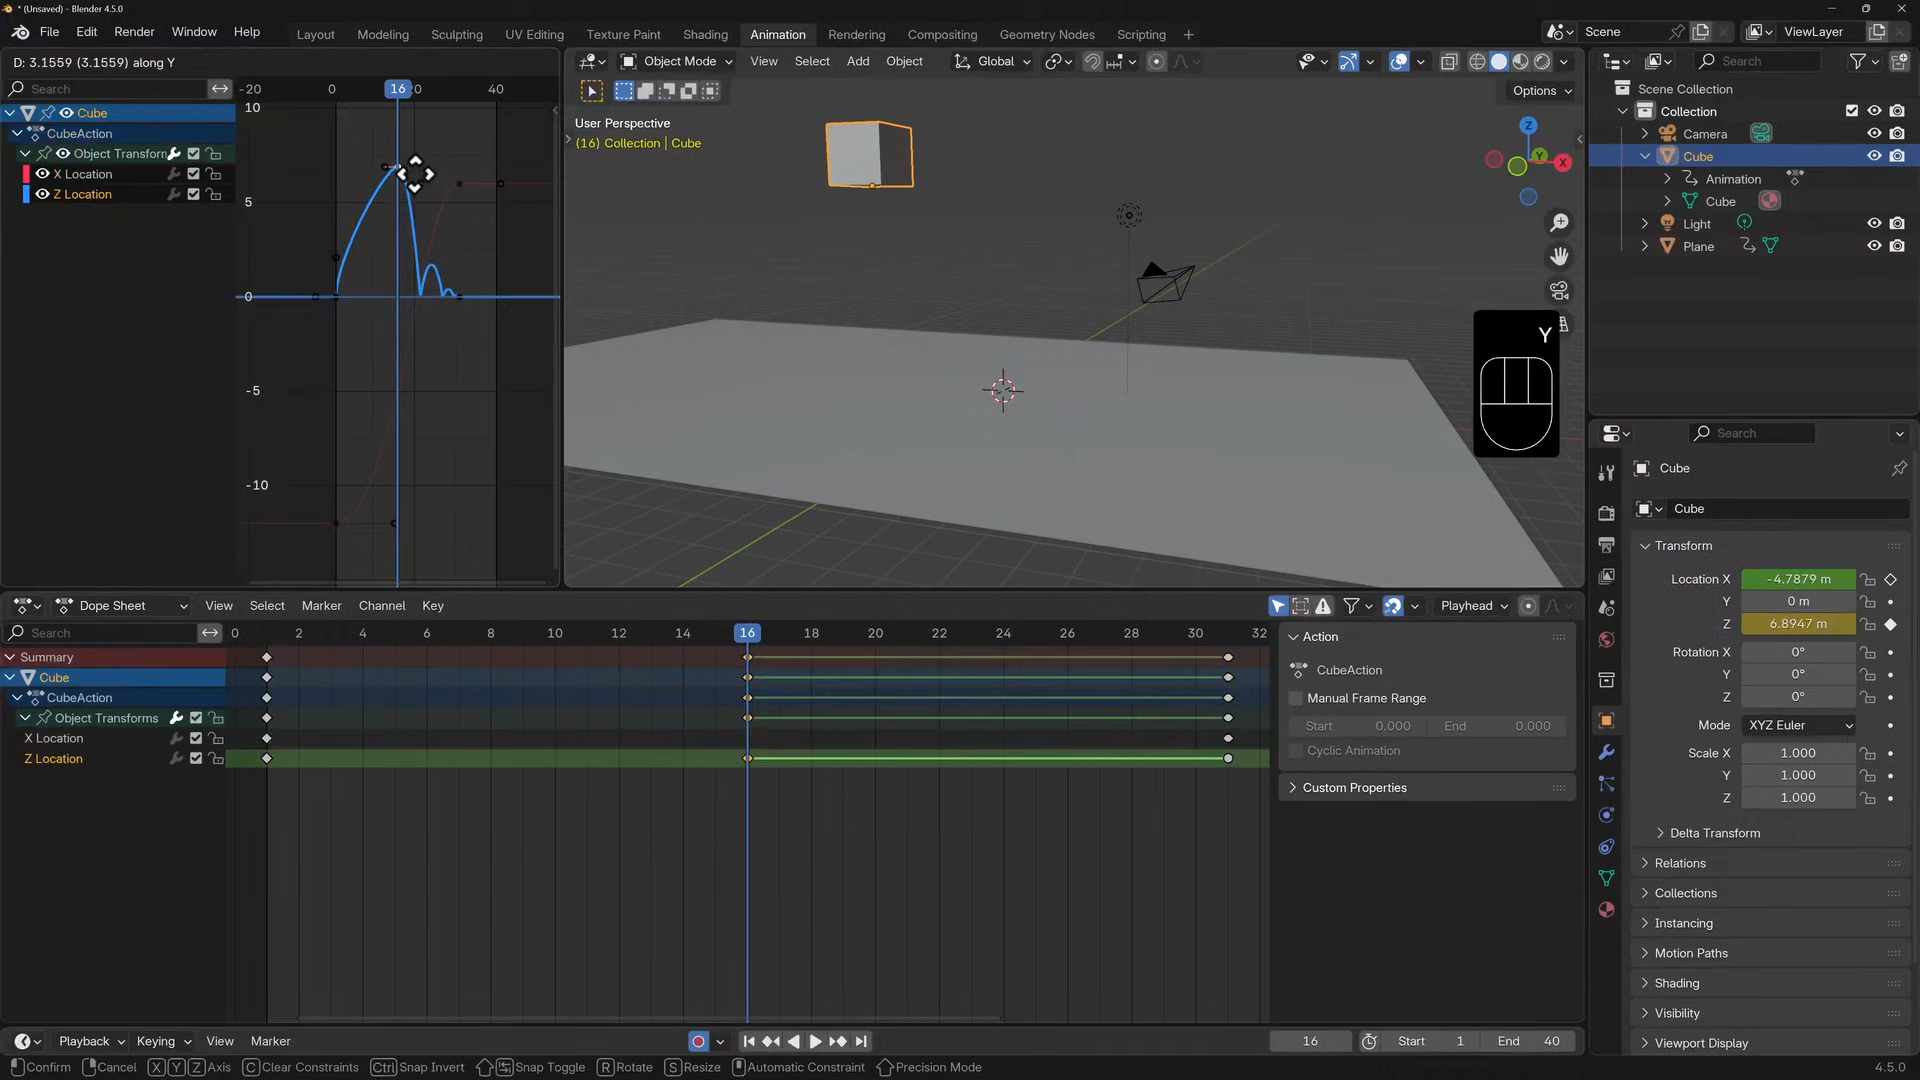 * (Unsaved) - Blender 4.5.0
File Edit Render Window Help
Layout Modeling Sculpting UV Editing Texture Paint Shading Animation Rendering Compositing Geometry Nodes Scripting
Scene
ViewLayer
D: 3.1559 (3.1559) along Y
Object Mode View Select Add Object
Global
Search
-20 0 16 20 40
Options
User Perspective
(16) Collection | Cube
Cube
CubeAction
Object Transform
X Location
Z Location
10
5
0
-5
-10
Z
Y
X
Y
Search
Scene Collection
Collection
Camera
Cube
Animation
Cube
Light
Plane
Search
Cube
Cube
Transform
Location X -4.7879 m
Y 0 m
Z 6.8947 m
Rotation X 0°
Y 0°
Z 0°
Mode XYZ Euler
Scale X 1.000
Y 1.000
Z 1.000
Delta Transform
Relations
Collections
Instancing
Motion Paths
Shading
Visibility
Viewport Display
Dope Sheet View Select Marker Channel Key
Playhead
Search
0 2 4 6 8 10 12 14 16 18 20 22 24 26 28 30 32
Summary
Cube
CubeAction
Object Transforms
X Location
Z Location
Action
CubeAction
Manual Frame Range
Start 0.000 End 0.000
Cyclic Animation
Custom Properties
Playback Keying View Marker
16 Start 1 End 40
Confirm Cancel X Y Z Axis C Clear Constraints Ctrl Snap Invert Snap Toggle R Rotate S Resize Automatic Constraint Precision Mode
4.5.0